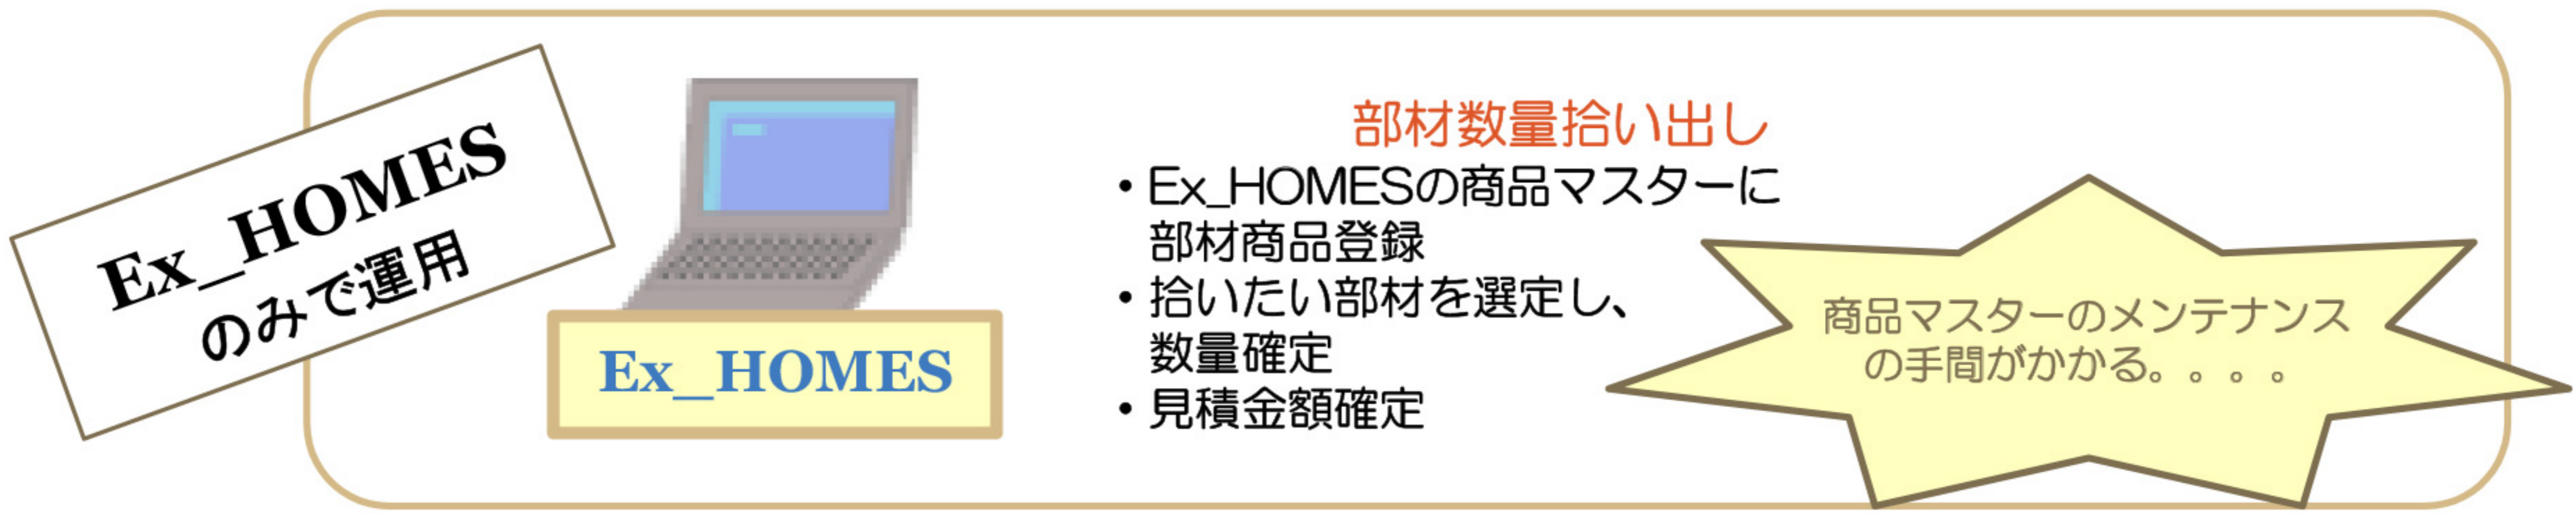 Ex_HOMES
のみで運用
Ex_HOMES
部材数量拾い出し
・Ex_HOMESの商品マスターに
部材商品登録
・拾いたい部材を選定し、
数量確定
・見積金額確定
商品マスターのメンテナンス
の手間がかかる。。。。